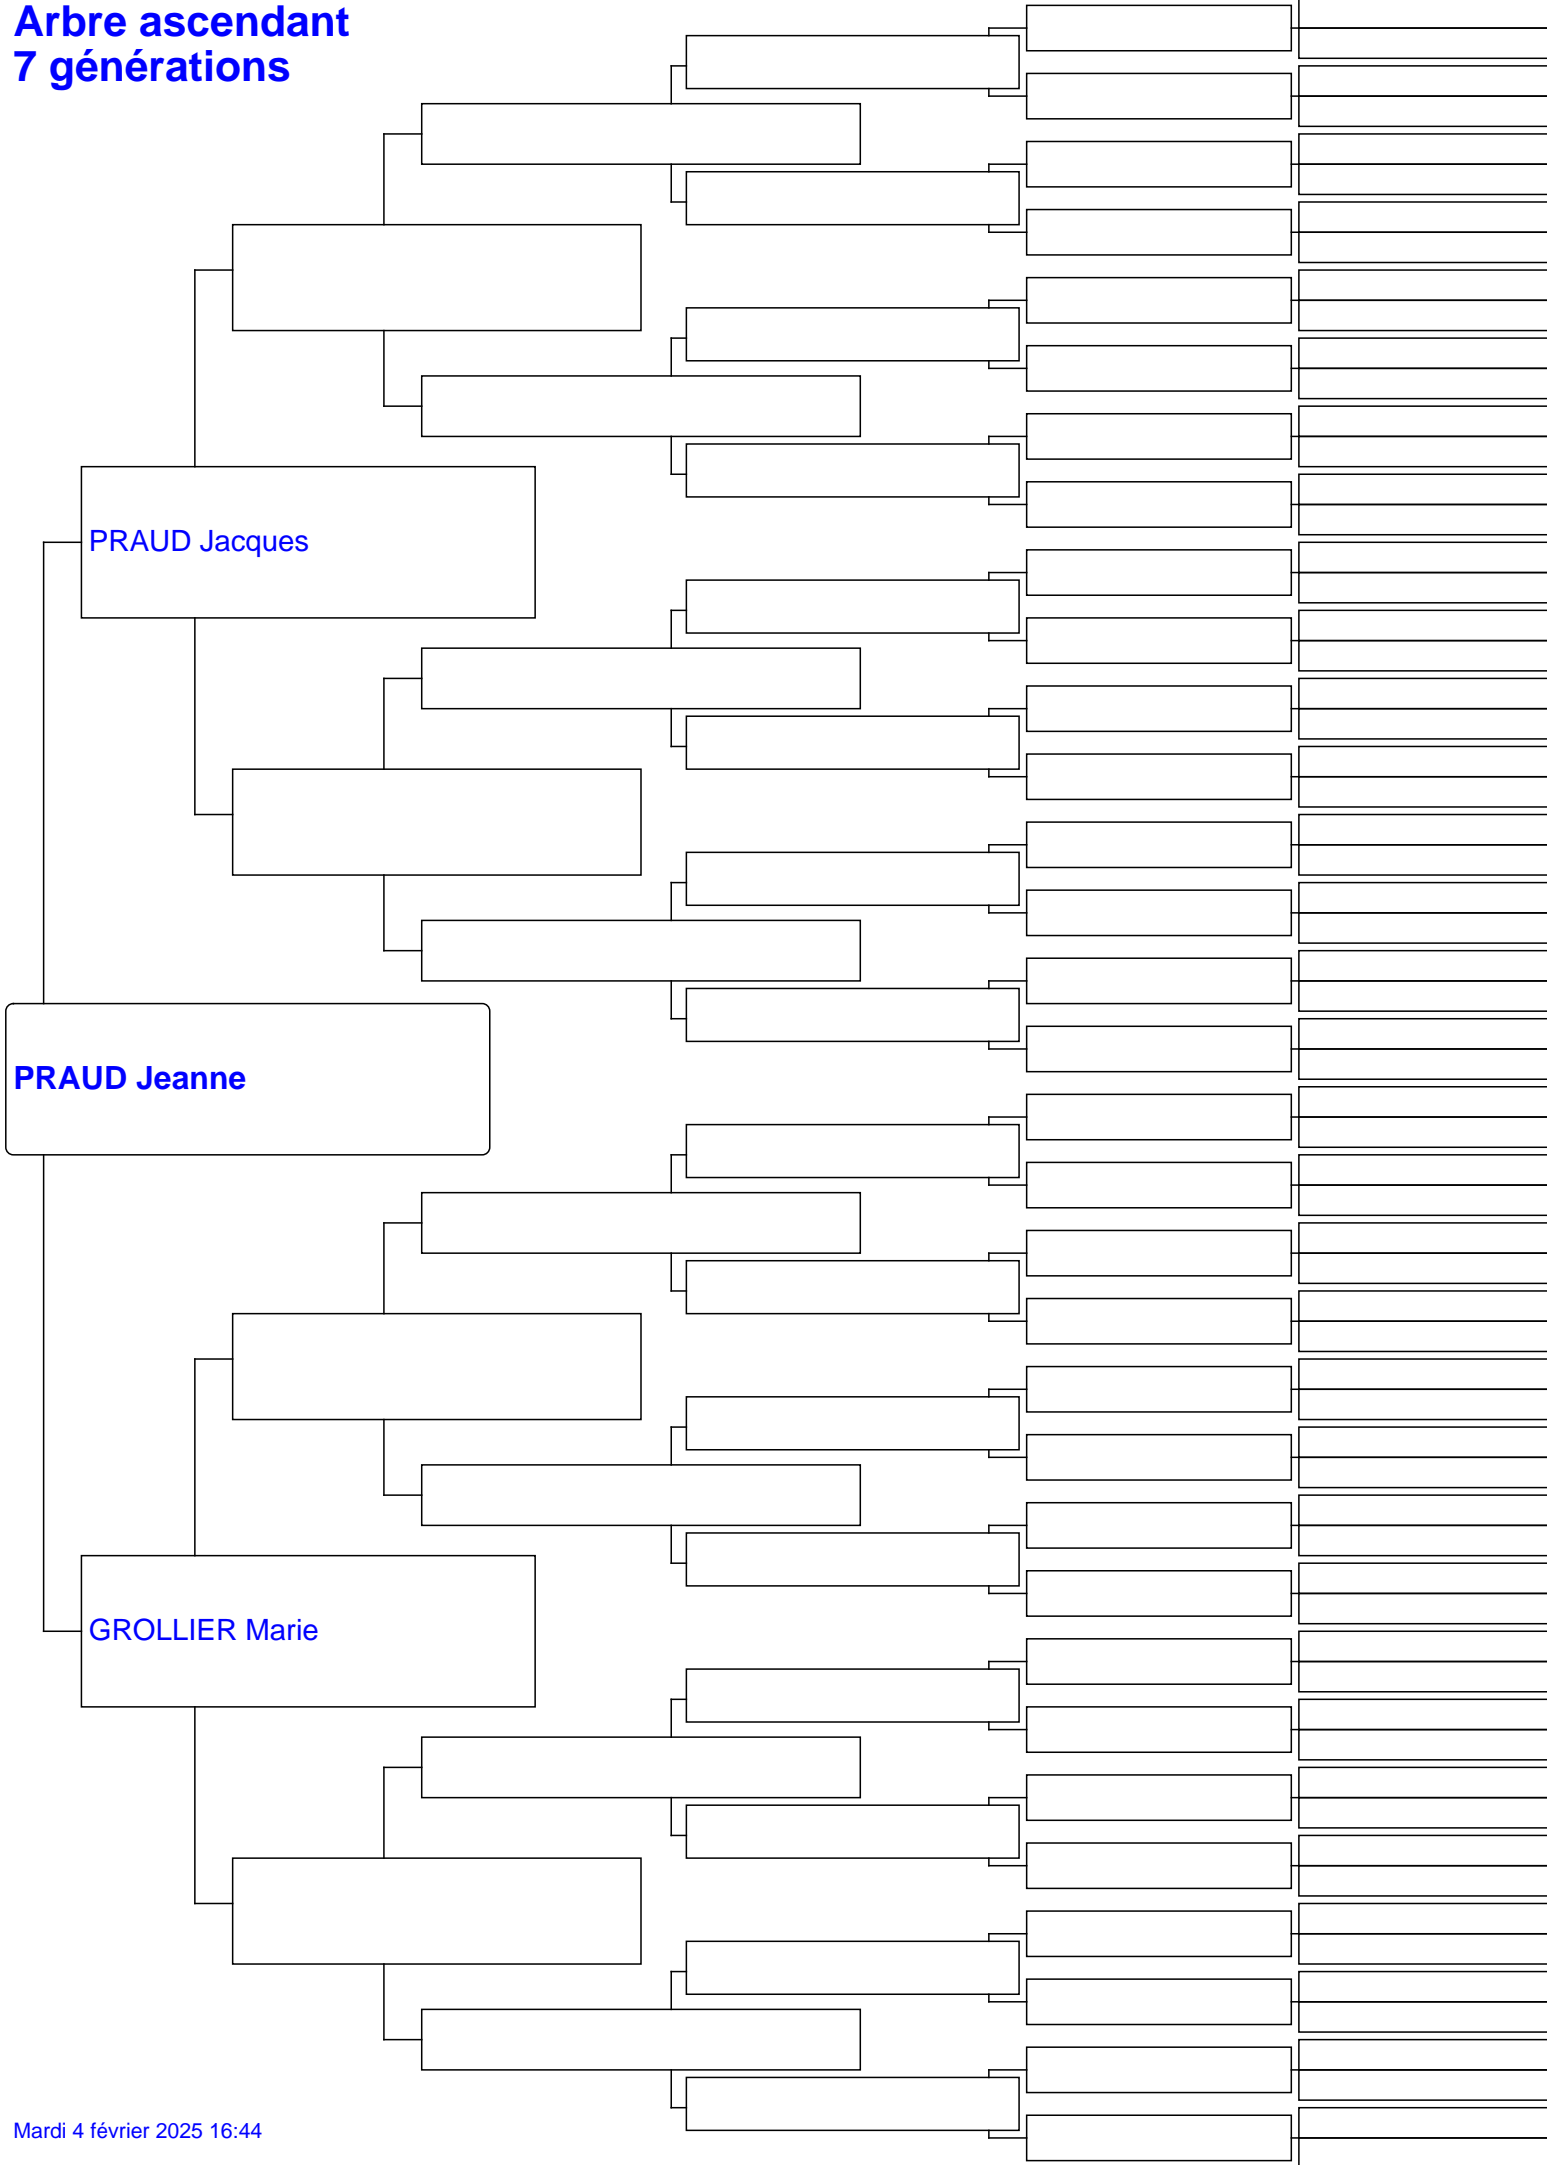 Arbre ascendant
7 générations
PRAUD Jacques
PRAUD Jeanne
GROLLIER Marie
Mardi 4 février 2025 16:44